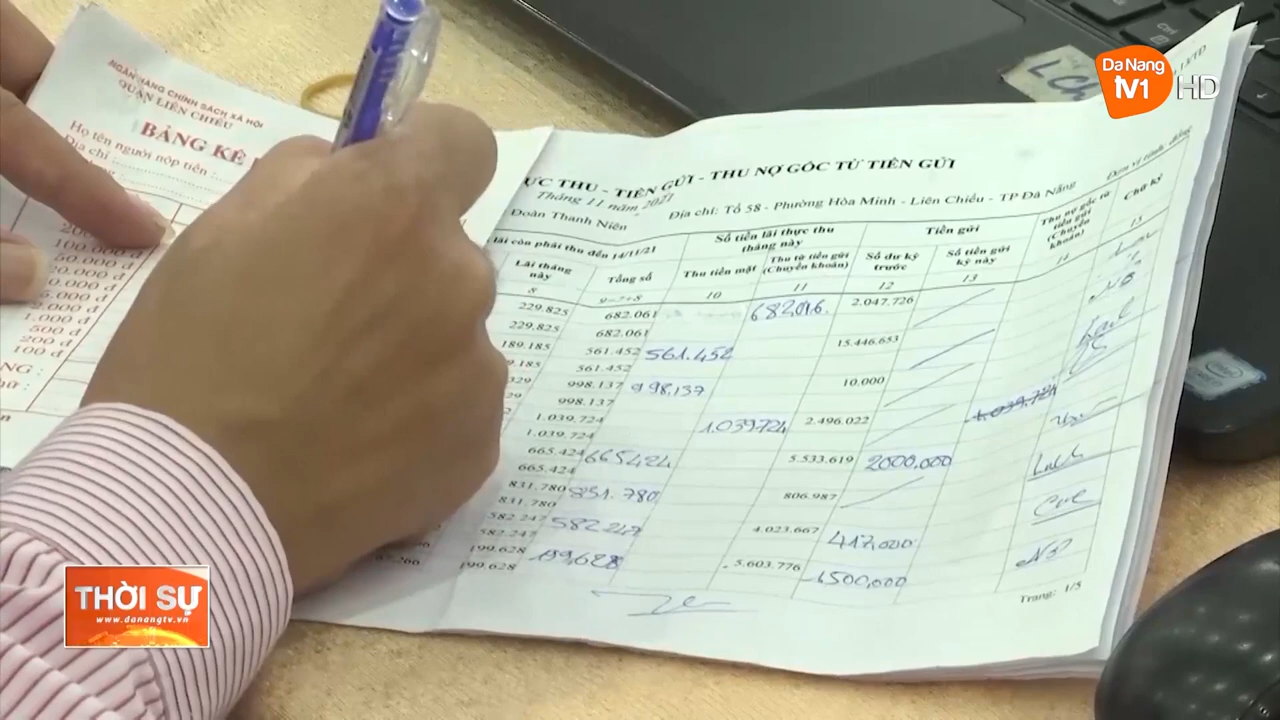 Da Nang
TV1 HD
LCh
NGÂN HÀNG CHÍNH SÁCH XÃ HỘI
QUẬN LIÊN CHIỂU
BẢNG KÊ
Họ tên người nộp tiền :
Địa chỉ
100.000 đ
50.000 đ
20.000 đ
10.000 đ
5.000 đ
2.000 đ
1.000 đ
500 đ
200 đ
100 đ
THU - TIỀN GỬI - THU NỢ GỐC TỪ TIỀN GỬI
Tháng 11 năm 2021
Đoàn Thanh Niên
Địa chỉ: Tổ 58 - Phường Hòa Minh - Liên Chiểu - TP Đà Nẵng
Đơn vị tính: đồng
lãi còn phải thu đến 14/11/21
Số tiền lãi thực thu tháng này
Tiền gửi
Thu nợ gốc từ tiền gửi (Chuyển khoản)
Chữ ký
Lãi tháng này
Tổng số
Thu tiền mặt
Thu từ tiền gửi (Chuyển khoản)
Số dư kỳ trước
Số tiền gửi kỳ này
8 9=7+8 10 11 12 13 14 15
229.825 682.061 682.016 2.047.726
229.825 682.061
189.185 561.452 561.452 15.446.653
189.185 561.452
329 998.137 998,137 10.000
998.137
1.039.724 1.039.724 2.496.022 1.039.724
1.039.724
665.424 665424 5.533.619 2000,000
665.424
831.780 831.780 806.987
831.780
582.247 582.247 4.023.667 417,000
582.247
199.628 199,628 5.603.776 1500,000
199.628
Trang: 1/5
THỜI SỰ
www.danangtv.vn